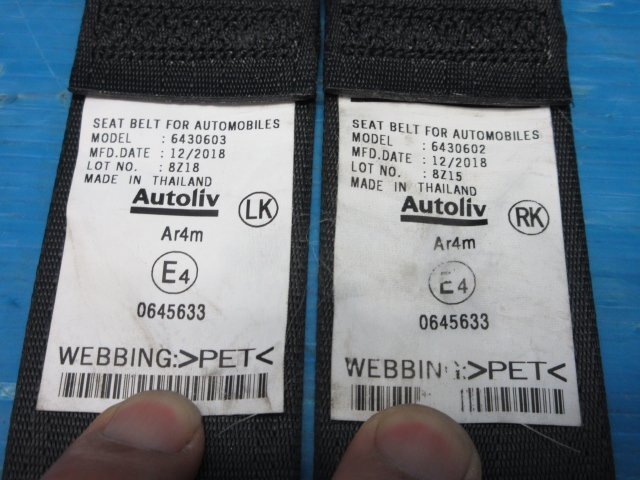 SEAT BELT FOR AUTOMOBILES
MODEL : 6430603
MFD.DATE : 12/2018
LOT NO. : 8Z18
MADE IN THAILAND
Autoliv
LK
Ar4m
E4
0645633
WEBBING:>PET<
SEAT BELT FOR AUTOMOBILES
MODEL : 6430602
MFD.DATE : 12/2018
LOT NO. : 8Z15
MADE IN THAILAND
Autoliv
RK
Ar4m
E4
0645633
WEBBING:>PET<